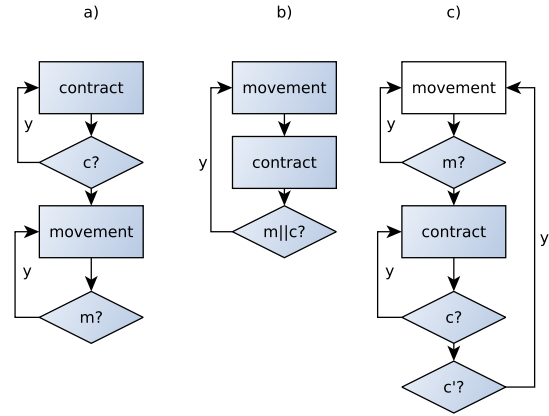 a)
contract
y
c?
movement
y
m?
b)
movement
contract
y
m||c?
c)
movement
y
m?
contract
y
c?
c'?
y